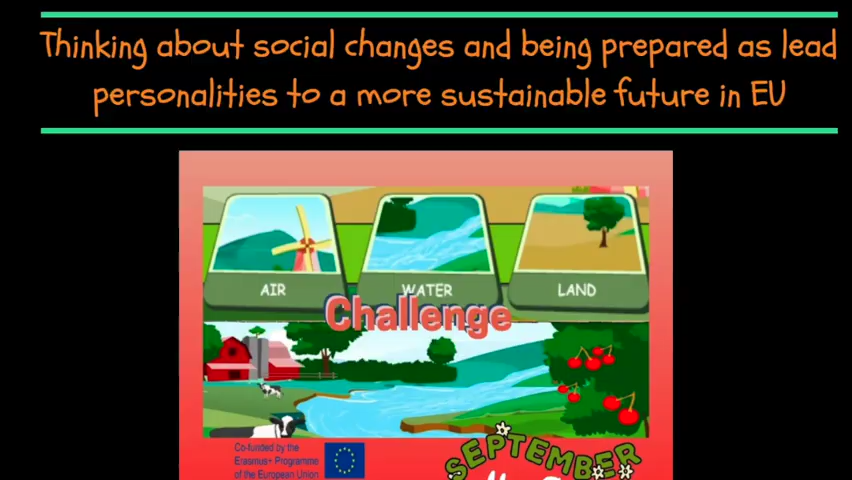 Thinking about social changes and being prepared as lead
personalities to a more sustainable future in EU
AIR
WATER
LAND
Challenge
Co-funded by the
Erasmus+ Programme
of the European Union
SEPTEMBER